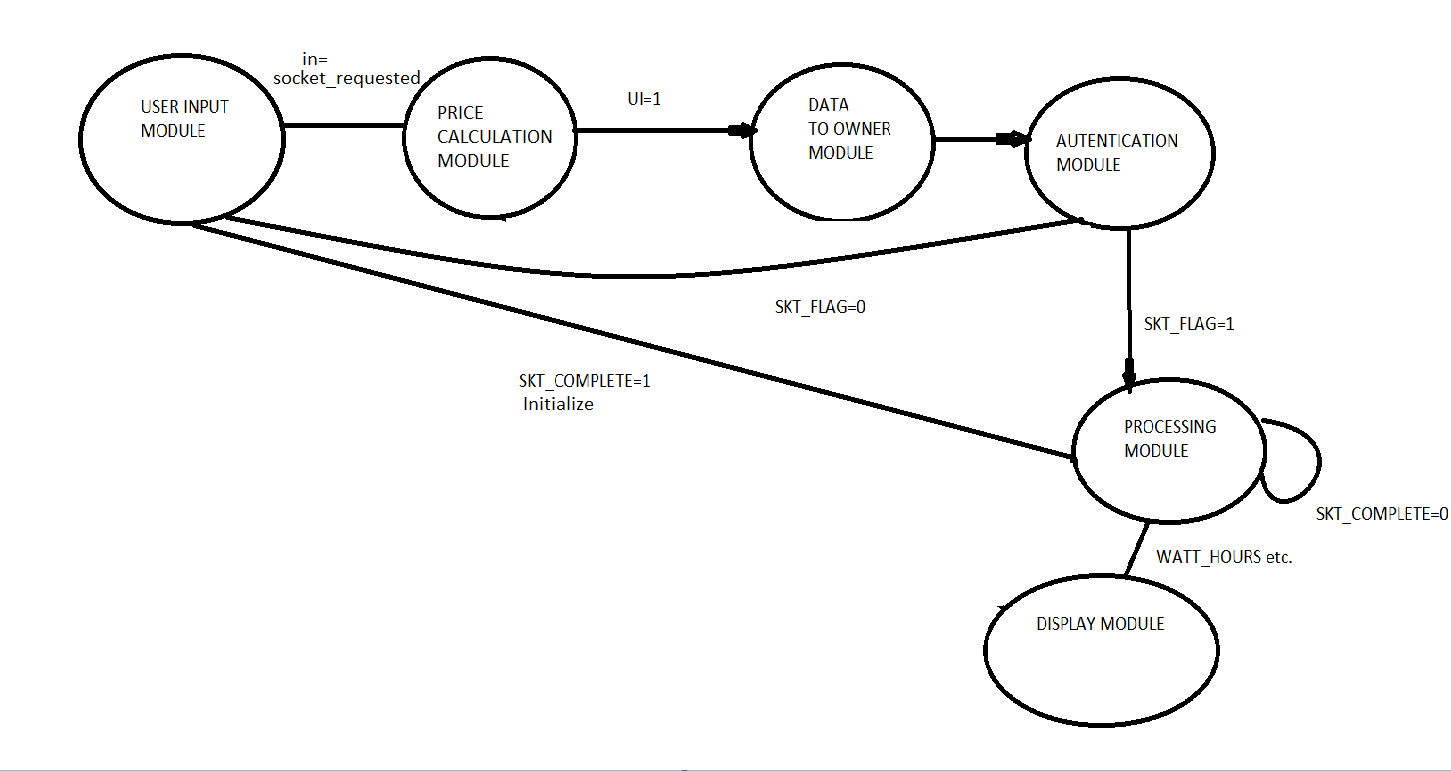 in=
socket_requested
USER INPUT
MODULE
PRICE
CALCULATION
MODULE
UI=1
DATA
TO OWNER
MODULE
AUTENTICATION
MODULE
SKT_FLAG=0
SKT_FLAG=1
SKT_COMPLETE=1
Initialize
PROCESSING
MODULE
SKT_COMPLETE=0
WATT_HOURS etc.
DISPLAY MODULE